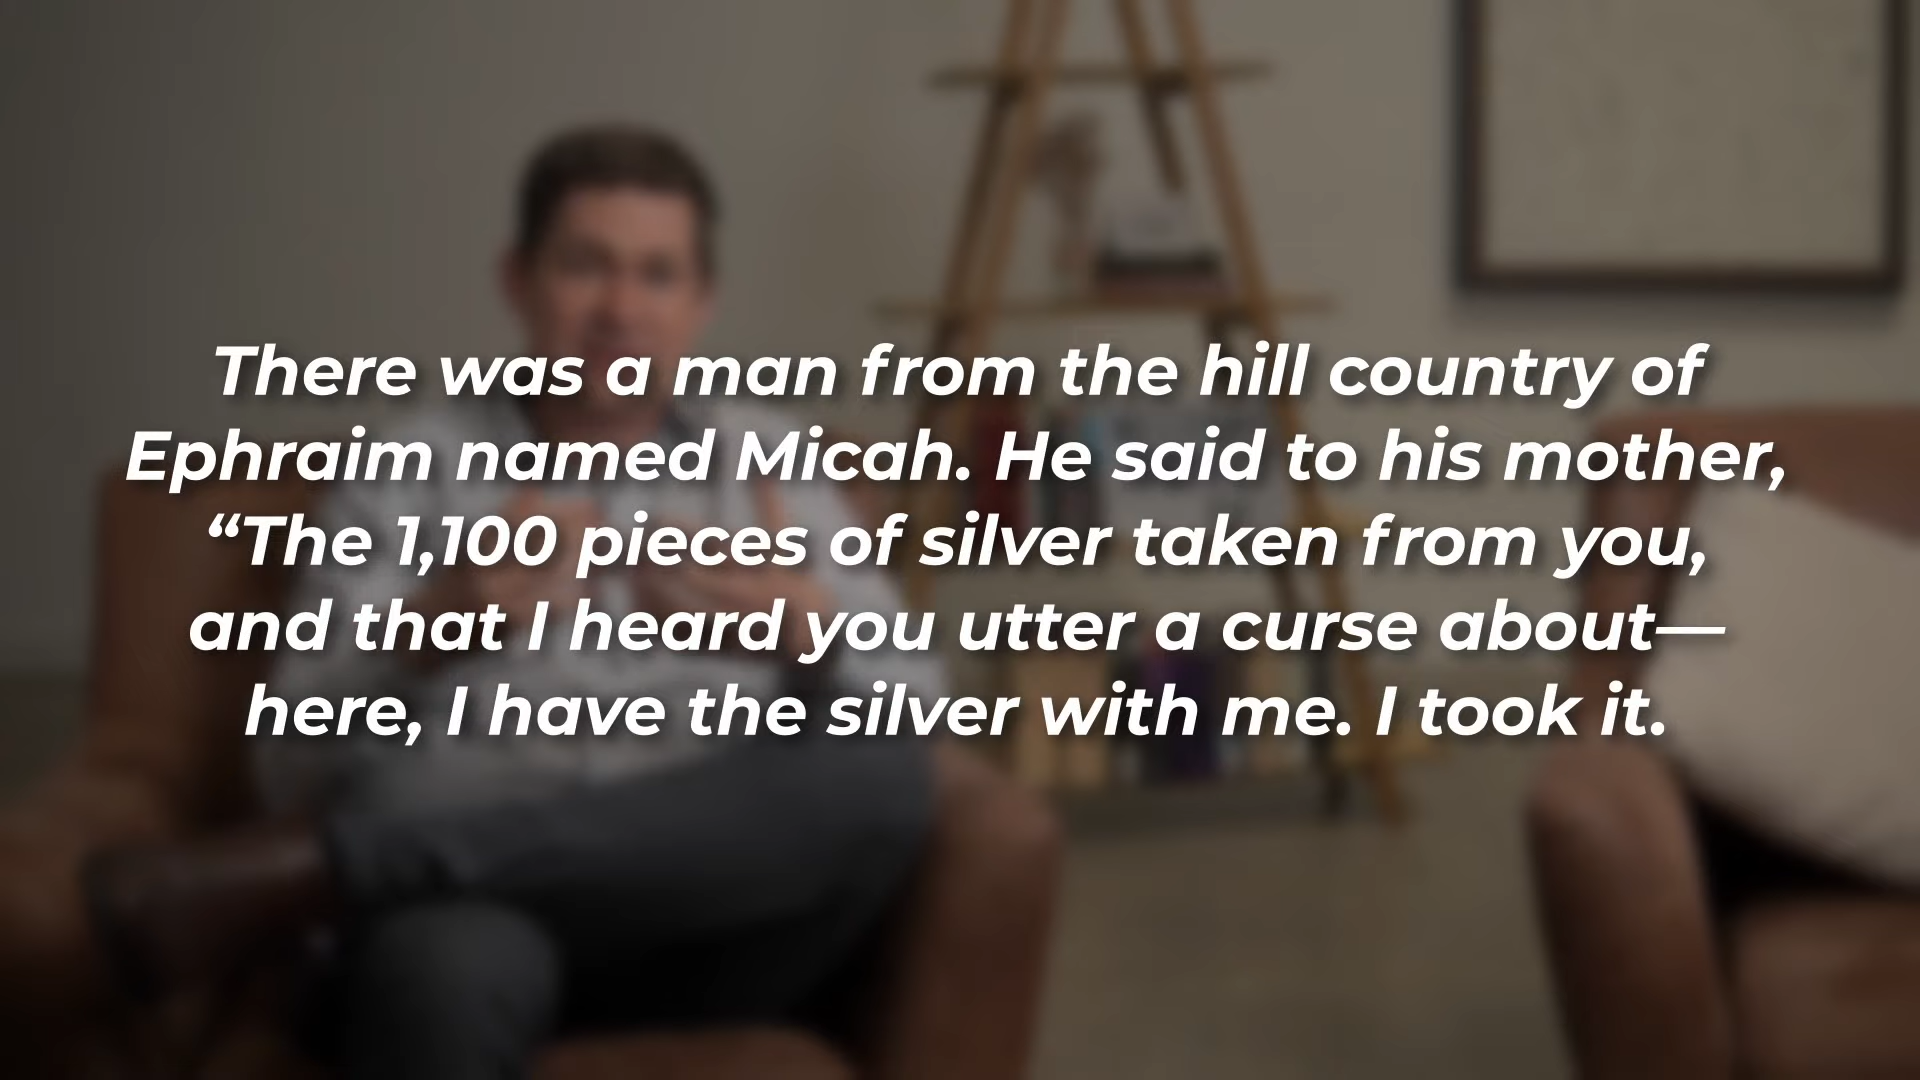 There was a man from the hill country of
Ephraim named Micah. He said to his mother,
“The 1,100 pieces of silver taken from you,
and that I heard you utter a curse about—
here, I have the silver with me. I took it.